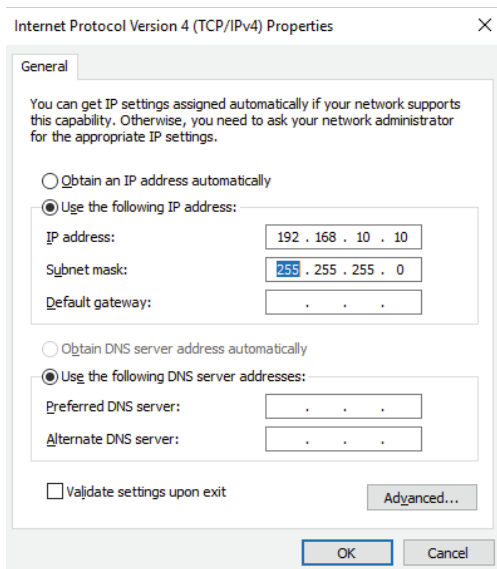 Internet Protocol Version 4 (TCP/IPv4) Properties
General
You can get IP settings assigned automatically if your network supports
this capability. Otherwise, you need to ask your network administrator
for the appropriate IP settings.
Obtain an IP address automatically
Use the following IP address:
IP address: 192 . 168 . 10 . 10
Subnet mask: 255 . 255 . 255 . 0
Default gateway: . . .
Obtain DNS server address automatically
Use the following DNS server addresses:
Preferred DNS server: . . .
Alternate DNS server: . . .
Validate settings upon exit
Advanced...
OK Cancel